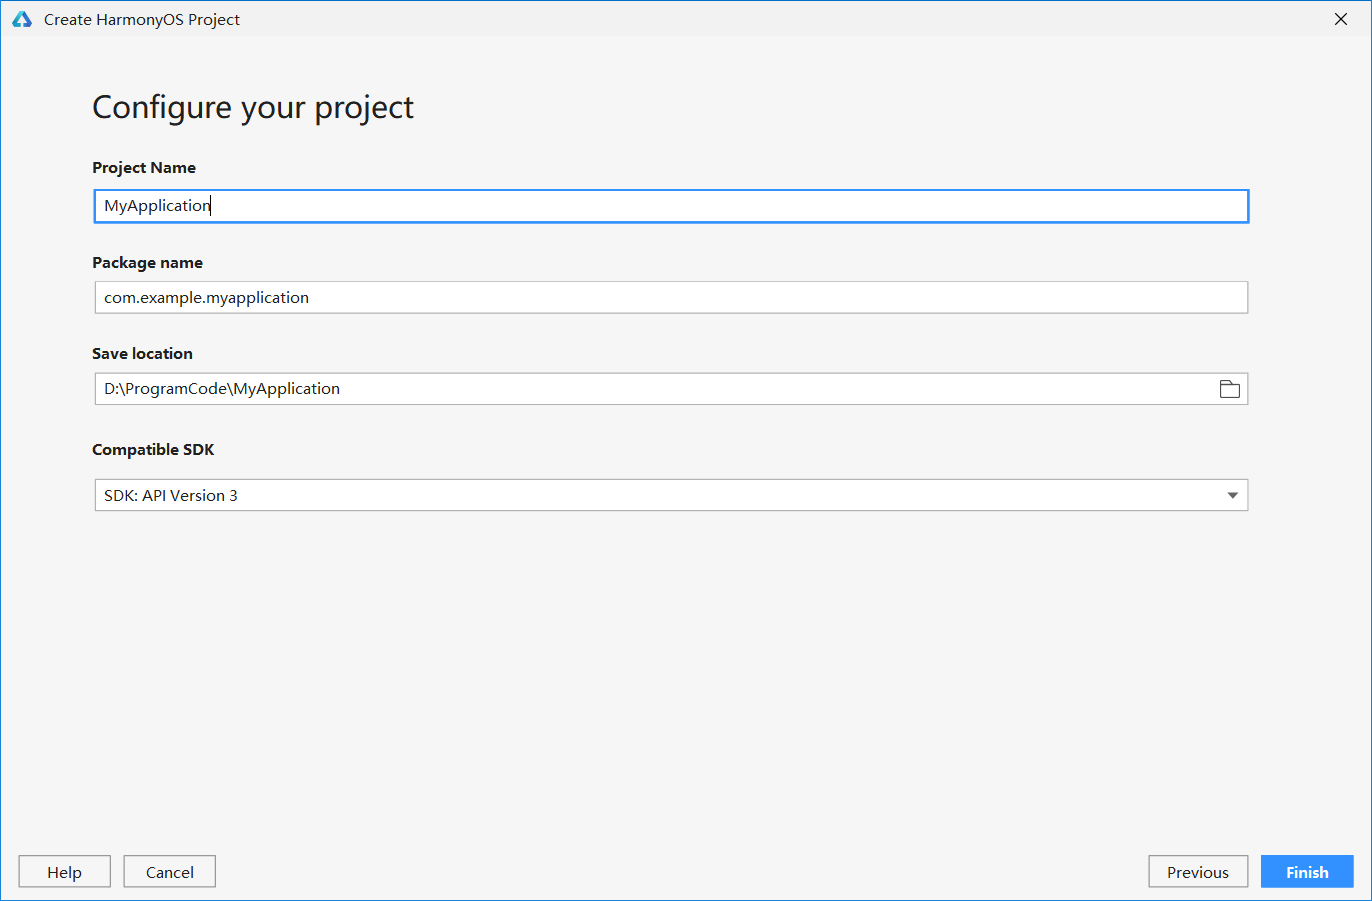 Create HarmonyOS Project
Configure your project
Project Name
MyApplication
Package name
com.example.myapplication
Save location
D:\ProgramCode\MyApplication
Compatible SDK
SDK: API Version 3
Help Cancel Previous Finish